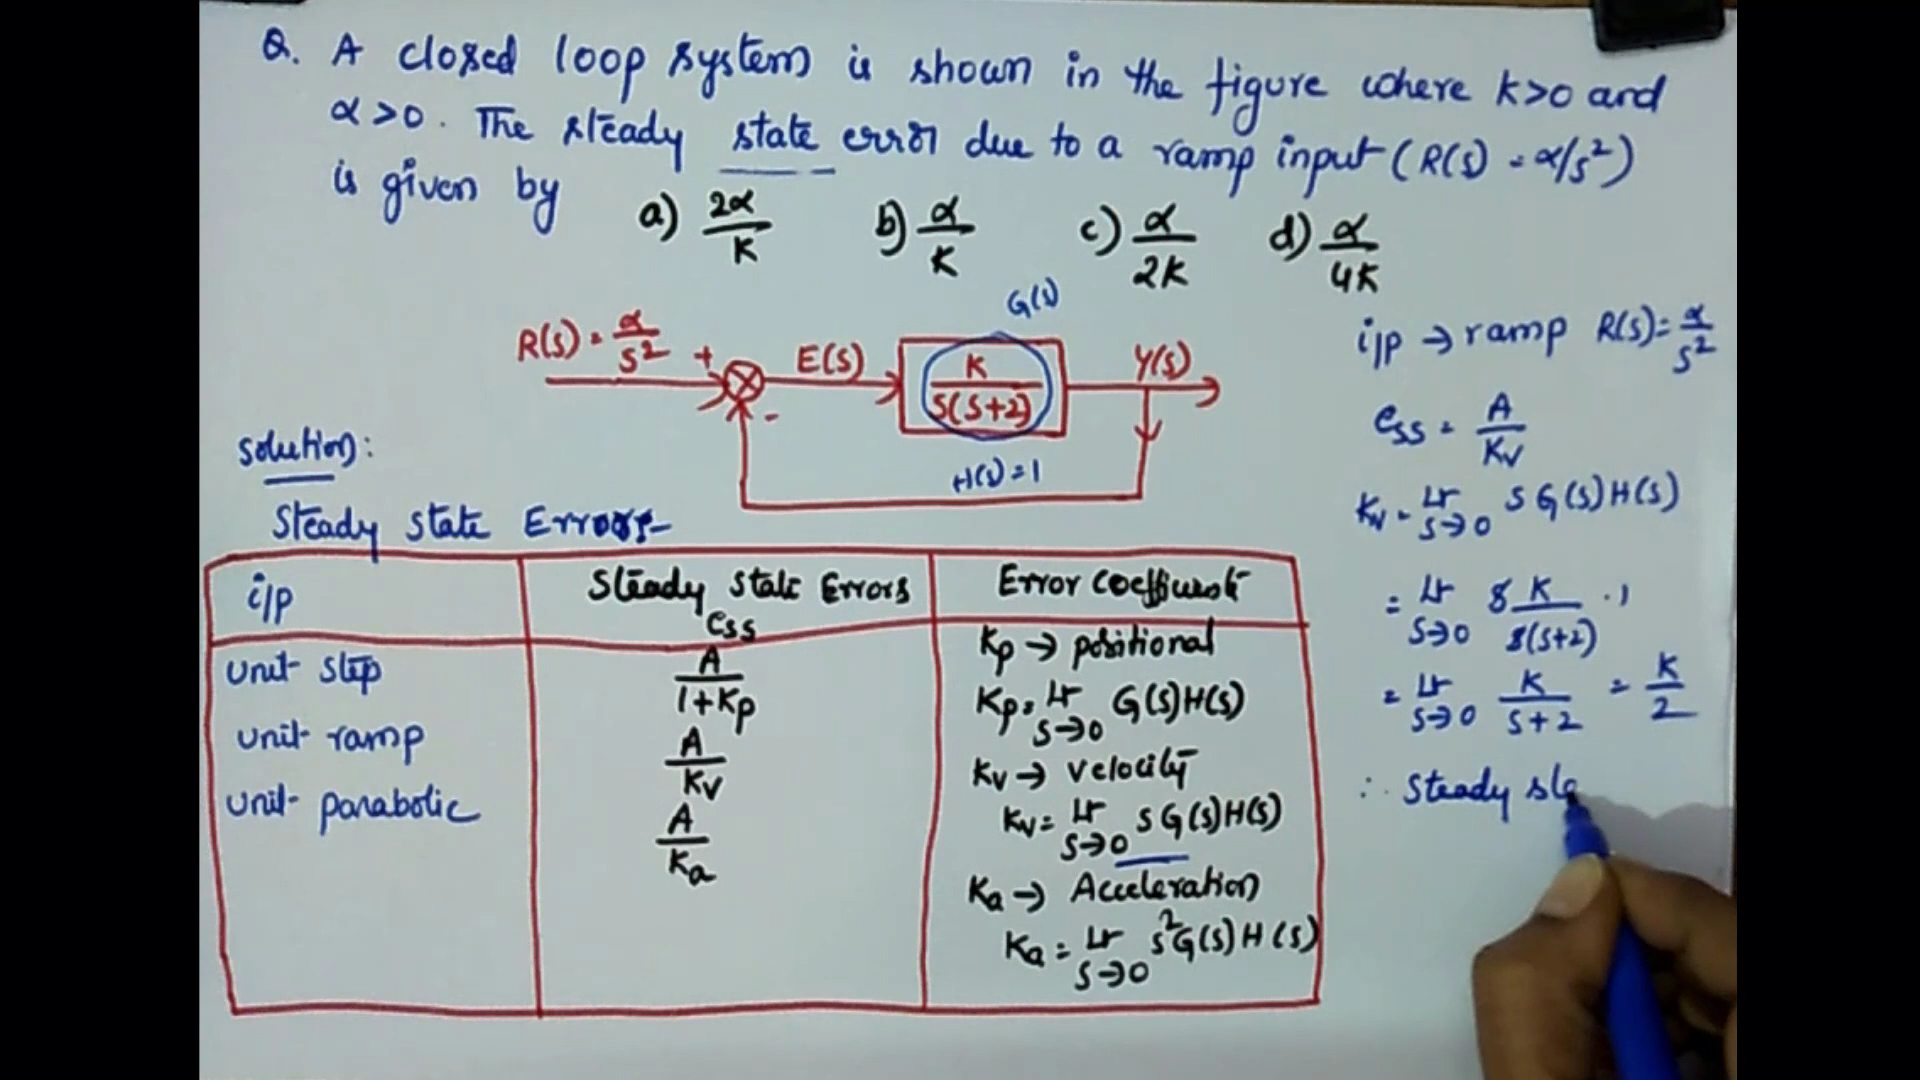 Q. A closed loop system is shown in the figure where k>0 and
α>0. The steady state error due to a ramp input (R(s) = α/s²)
is given by
a) 2α/K b) α/K c) α/2K d) α/4K
G(s)
R(s) = α/s² + E(s) K/s(s+2) Y(s)
-
H(s)=1
solution:
Steady state Errors
i/p Steady State Errors ess Error coefficient
unit step A/1+Kp Kp → positional
Kp = Lt s→0 G(s)H(s)
unit ramp A/Kv Kv → velocity
Kv = Lt s→0 sG(s)H(s)
unit parabolic A/Ka Ka → Acceleration
Ka = Lt s→0 s²G(s)H(s)
i/p → ramp R(s) = α/s²
ess = A/Kv
Kv = Lt s→0 s G(s)H(s)
= Lt s→0 s K/s(s+2) .1
= Lt s→0 K/s+2 = K/2
∴ Steady sta